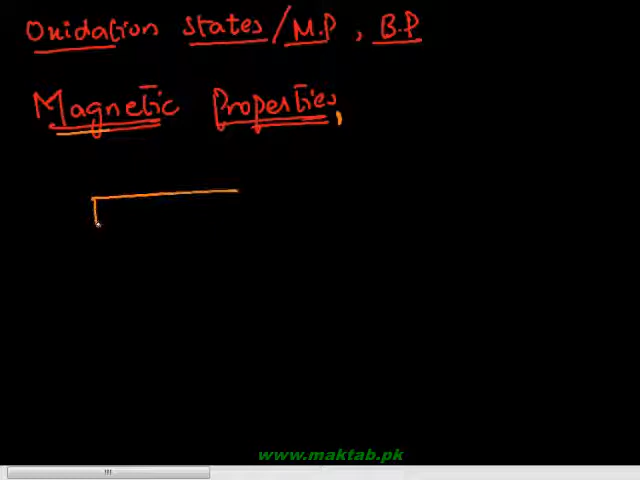 Oxidation states / M.P , B.P
Magnetic Properties,
www.maktab.pk